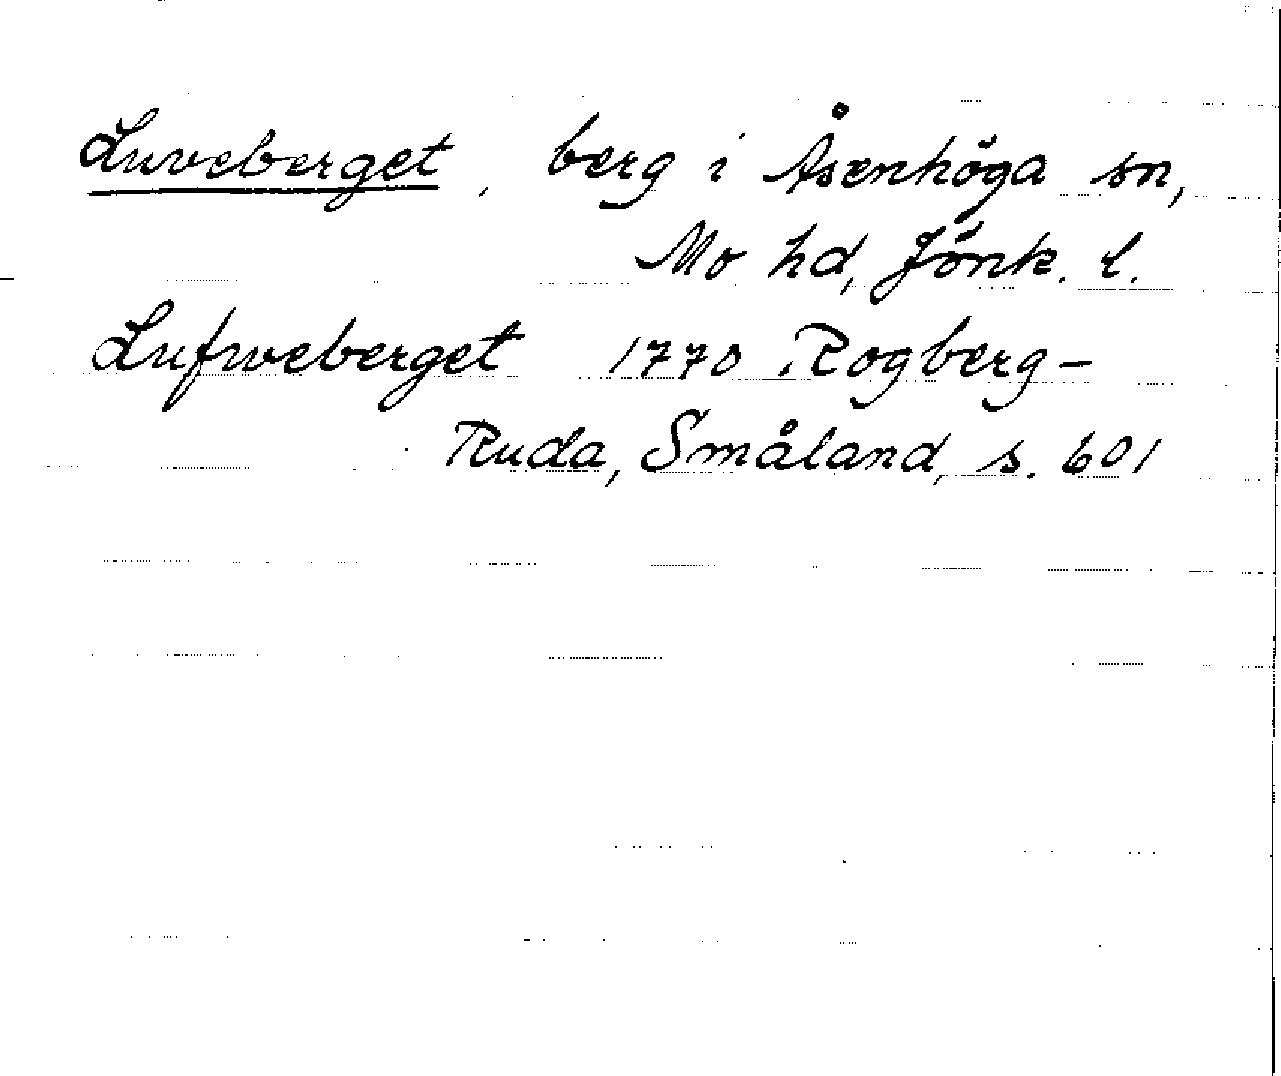 Luveberget, berg i Åsenhöga sn,
Mo hd, Jönk. l.
Lufweberget 1770 Rogberg-
Ruda, Småland, s. 601